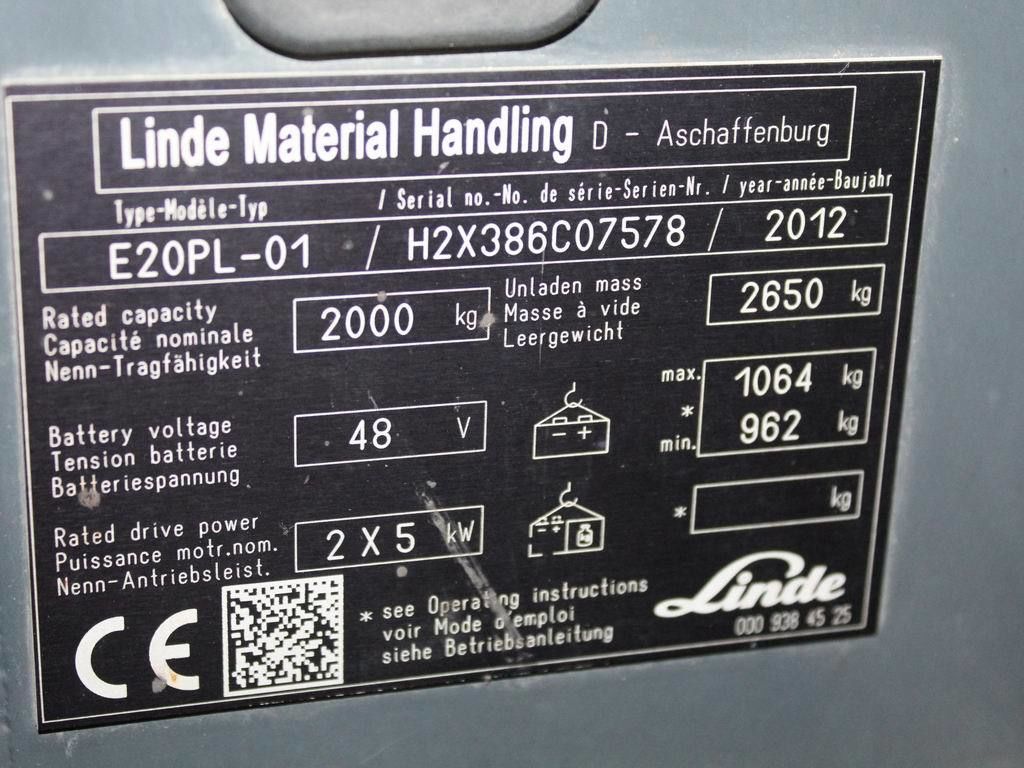 Linde Material Handling D - Aschaffenburg
Type-Modèle-Typ / Serial no.-No. de série-Serien-Nr. / year-année-Baujahr
E20PL-01 / H2X386C07578 / 2012
Rated capacity
Capacité nominale
Nenn-Tragfähigkeit
2000 kg
Unladen mass
Masse à vide
Leergewicht
2650 kg
Battery voltage
Tension batterie
Batteriespannung
48 V
- +
max. 1064 kg
*
min. 962 kg
Rated drive power
Puissance motr.nom.
Nenn-Antriebsleist.
2 X 5 kW
- +
* kg
CE
* see Operating instructions
voir Mode d'emploi
siehe Betriebsanleitung
Linde
000 938 45 25